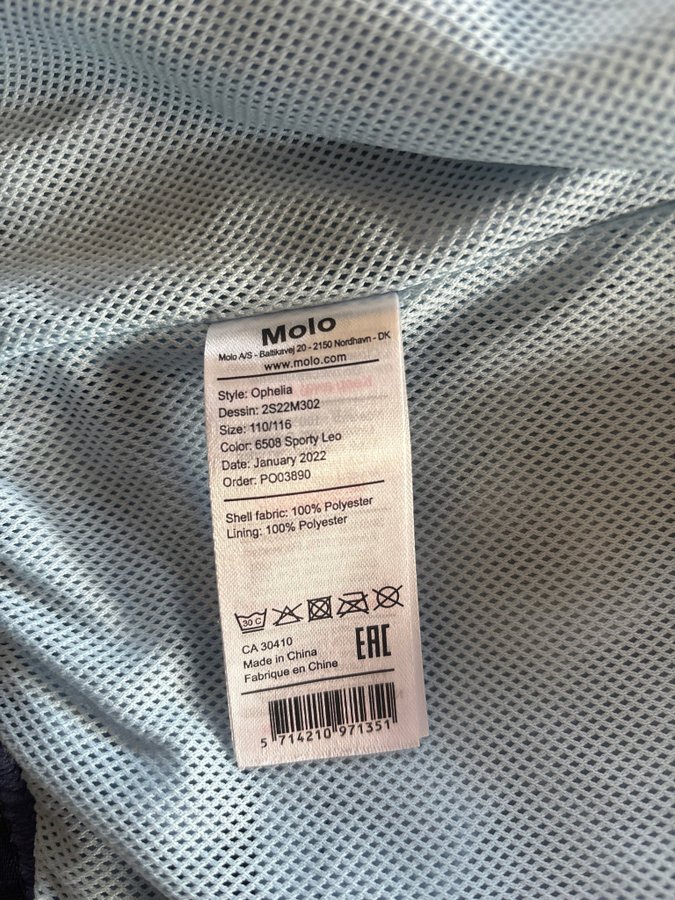 Molo
Molo A/S - Baltikavej 20 - 2150 Nordhavn - DK
www.molo.com
Style: Ophelia
Dessin: 2S22M302
Size: 110/116
Color: 6508 Sporty Leo
Date: January 2022
Order: PO03890
Shell fabric: 100% Polyester
Lining: 100% Polyester
30 C
CA 30410
Made in China
Fabrique en Chine
EAC
5 714210 971351